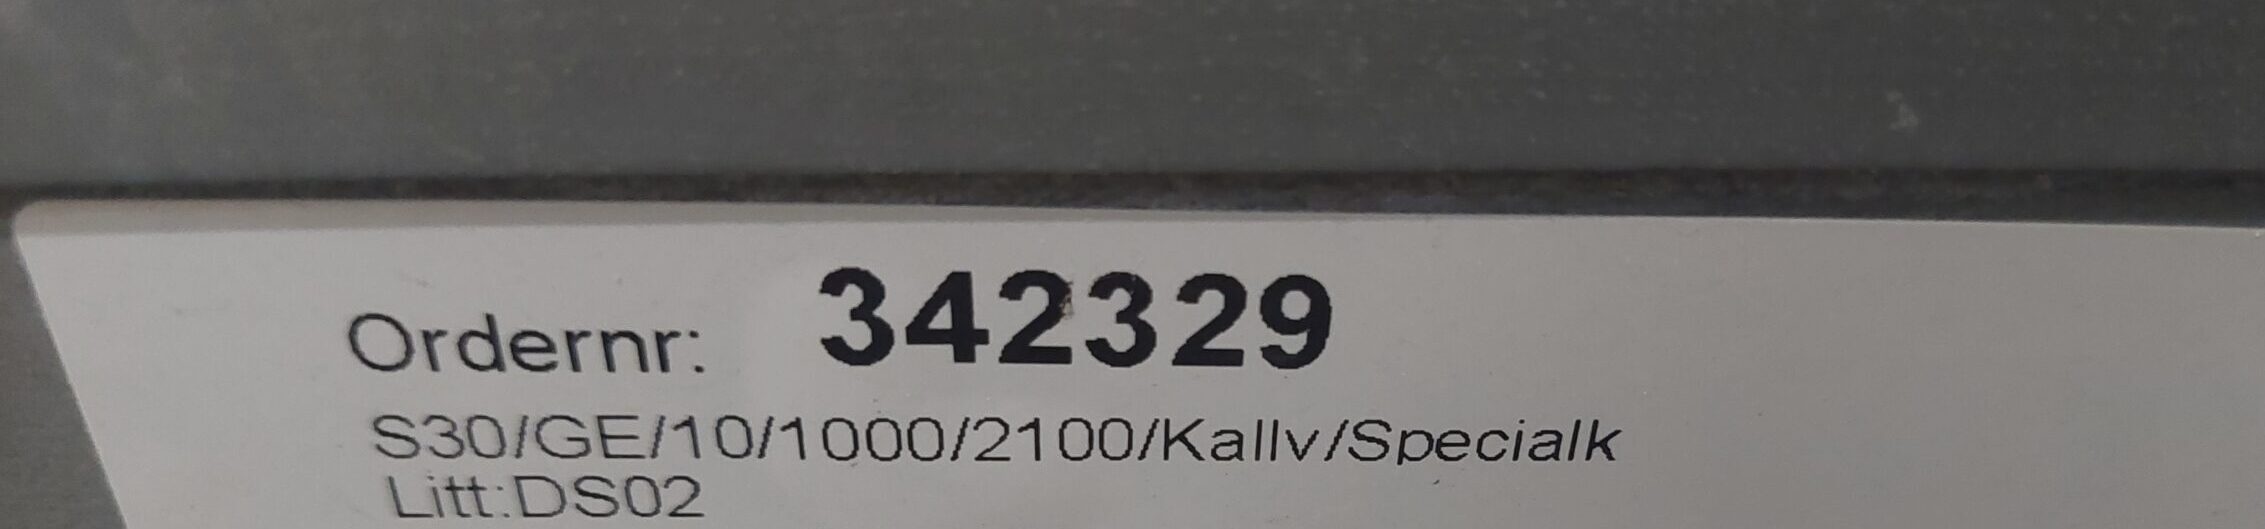 Ordernr: 342329
S30/GE/10/1000/2100/Kallv/Specialk
Litt:DS02